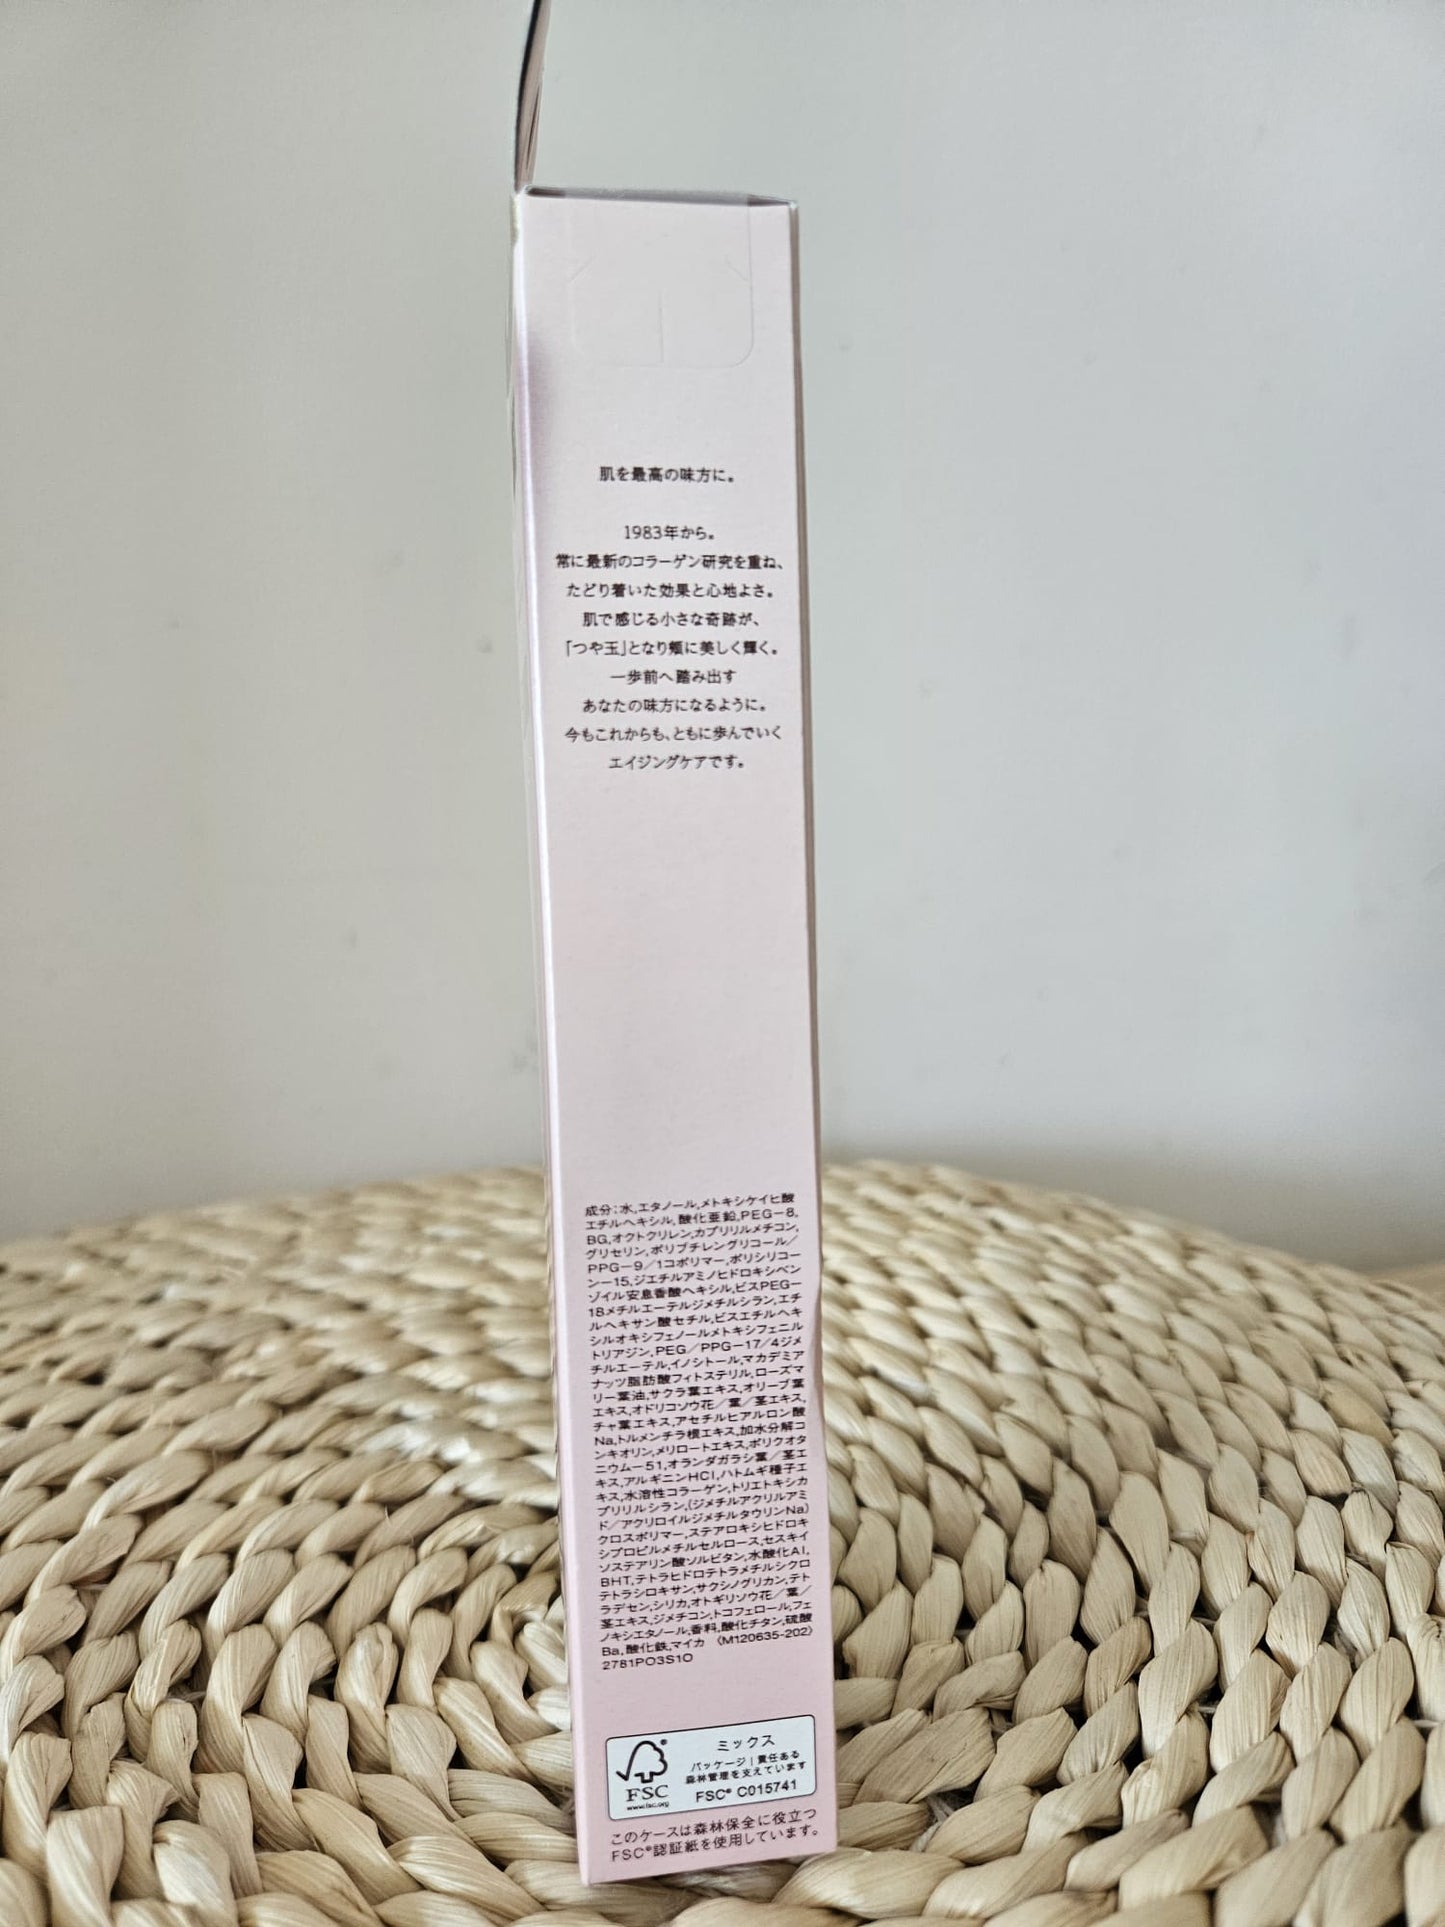 肌を最高の味方に。
1983年から。
常に最新のコラーゲン研究を重ね、
たどり着いた効果と心地よさ。
肌で感じる小さな奇跡が、
「つや玉」となり頰に美しく輝く。
一歩前へ踏み出す
あなたの味方になるように。
今もこれからも、ともに歩んでいく
エイジングケアです。
成分：水,エタノール,メトキシケイヒ酸
エチルヘキシル,酸化亜鉛,PEG－8,
BG,オクトクリレン,カプリリルメチコン,
グリセリン,ポリブチレングリコール／
PPG－9／1コポリマー,ポリシリコー
ン－15,ジエチルアミノヒドロキシベン
ゾイル安息香酸ヘキシル,ビスPEG－
18メチルエーテルジメチルシラン,エチ
ルヘキサン酸セチル,ビスエチルヘキ
シルオキシフェノールメトキシフェニル
トリアジン,PEG／PPG－17／4ジメ
チルエーテル,イノシトール,マカデミア
ナッツ脂肪酸フィトステリル,ローズマ
リー葉油,サクラ葉エキス,オリーブ葉
エキス,オドリコソウ花／葉／茎エキス,
チャ葉エキス,アセチルヒアルロン酸
Na,トルメンチラ根エキス,加水分解コ
ンキオリン,メリロートエキス,ポリクオタ
ニウム－51,オランダガラシ葉／茎エ
キス,アルギニンHCl,ハトムギ種子エ
キス,水溶性コラーゲン,トリエトキシカ
プリリルシラン,(ジメチルアクリルアミ
ド／アクリロイルジメチルタウリンNa)
クロスポリマー,ステアロキシヒドロキ
シプロピルメチルセルロース,セスキイ
ソステアリン酸ソルビタン,水酸化Al,
BHT,テトラヒドロテトラメチルシクロ
テトラシロキサン,サクシノグリカン,テト
ラデセン,シリカ,オトギリソウ花／葉／
茎エキス,ジメチコン,トコフェロール,フェ
ノキシエタノール,香料,酸化チタン,硫酸
Ba,酸化鉄,マイカ 〈M120635-202〉
2781PO3S1O
FSC®
www.fsc.org
ミックス
パッケージ｜責任ある
森林管理を支えています
FSC® C015741
このケースは森林保全に役立つ
FSC®認証紙を使用しています。